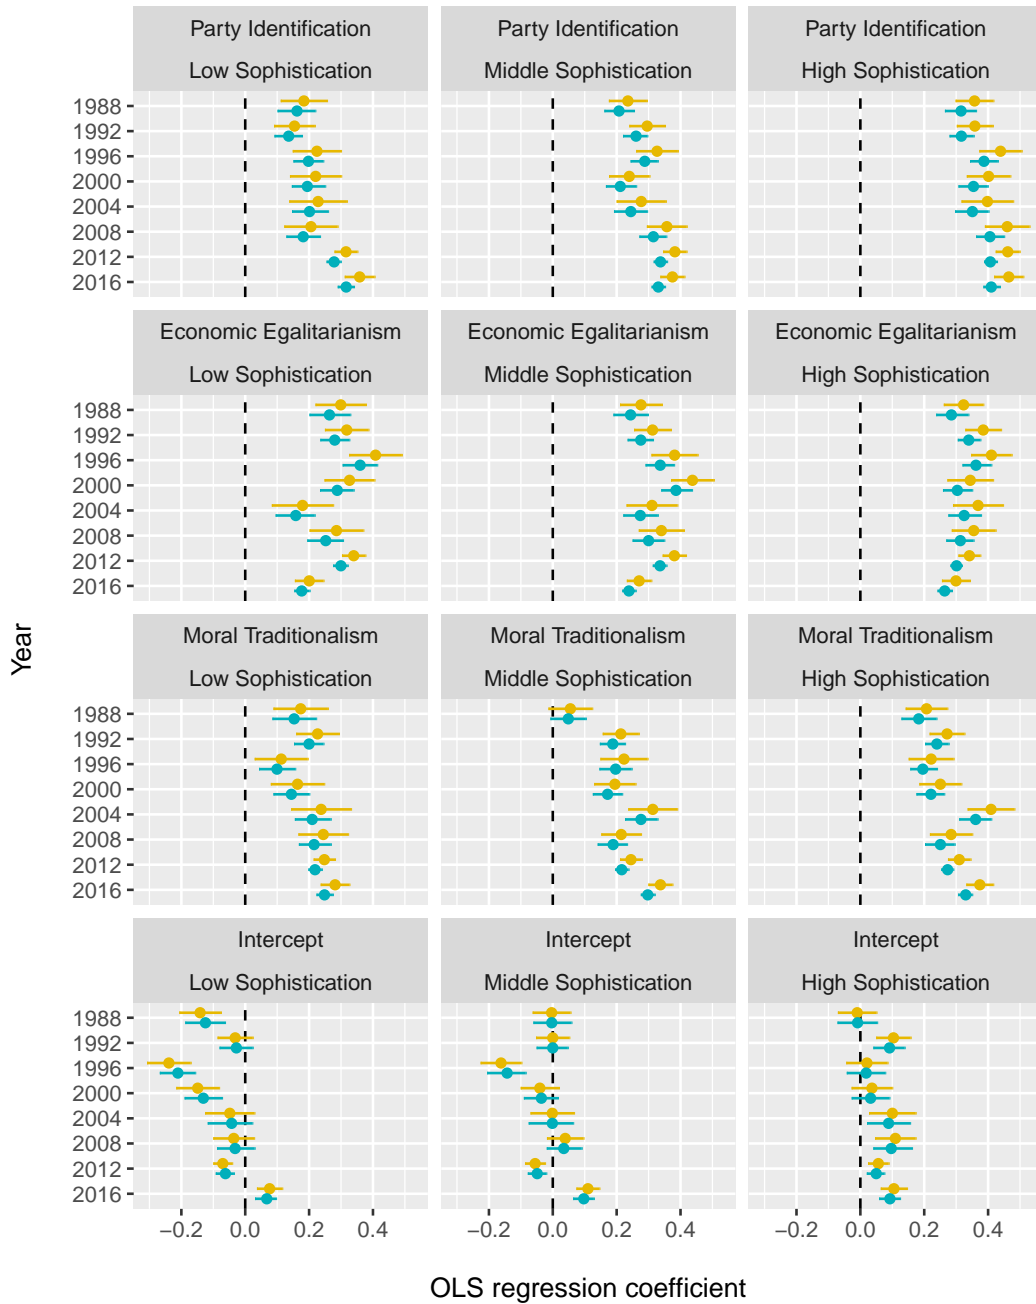 Party Identification
Low Sophistication
Party Identification
Middle Sophistication
Party Identification
High Sophistication
1988
1992
1996
2000
2004
2008
2012
2016
Economic Egalitarianism
Low Sophistication
Economic Egalitarianism
Middle Sophistication
Economic Egalitarianism
High Sophistication
1988
1992
1996
2000
2004
2008
2012
2016
Moral Traditionalism
Low Sophistication
Moral Traditionalism
Middle Sophistication
Moral Traditionalism
High Sophistication
1988
1992
1996
2000
2004
2008
2012
2016
Intercept
Low Sophistication
Intercept
Middle Sophistication
Intercept
High Sophistication
1988
1992
1996
2000
2004
2008
2012
2016
−0.2 0.0 0.2 0.4
−0.2 0.0 0.2 0.4
−0.2 0.0 0.2 0.4
Year
OLS regression coefficient